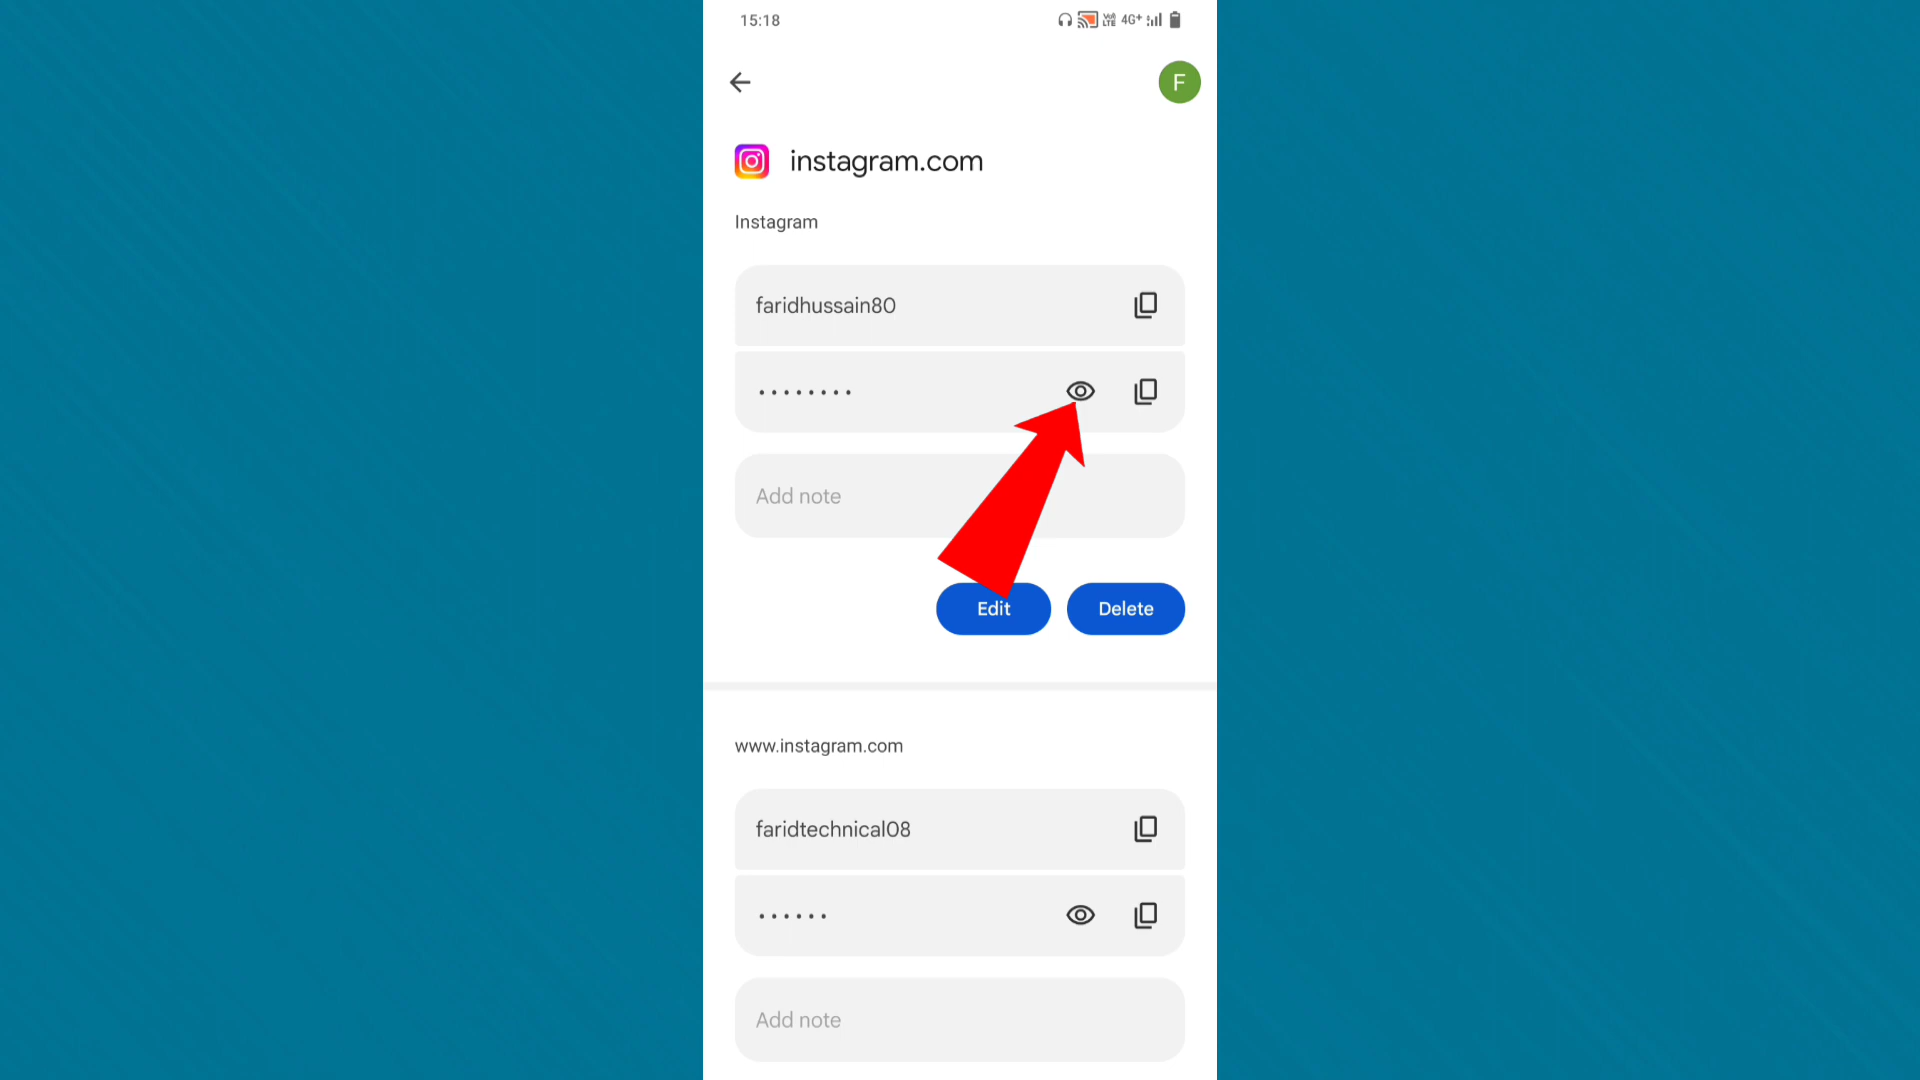 15:18
4G+
F
instagram.com
Instagram
faridhussain80
••••••••
Add note
Edit
Delete
www.instagram.com
faridtechnical08
••••••
Add note